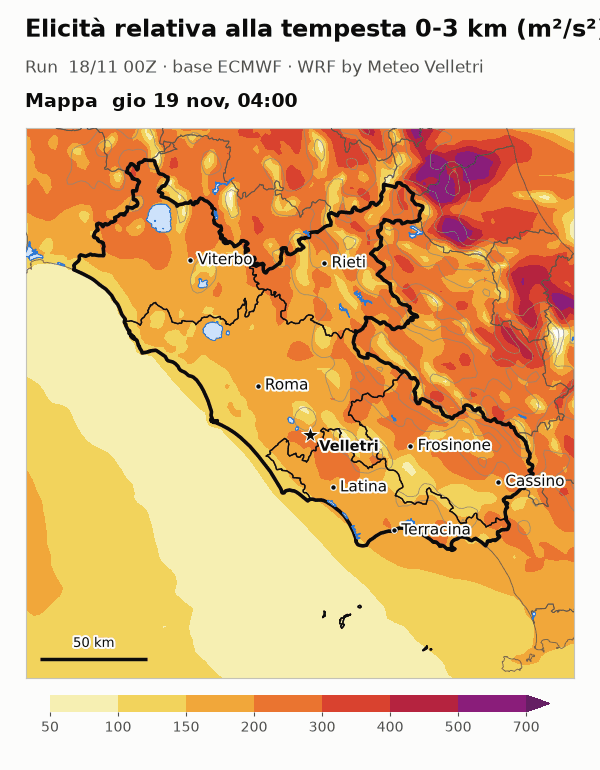 Elicità relativa alla tempesta 0-3 km (m²/s²)
Run 18/11 00Z · base ECMWF · WRF by Meteo Velletri
Mappa gio 19 nov, 04:00
Viterbo
Rieti
Roma
Velletri
Frosinone
Latina
Cassino
Terracina
50 km
50 100 150 200 300 400 500 700